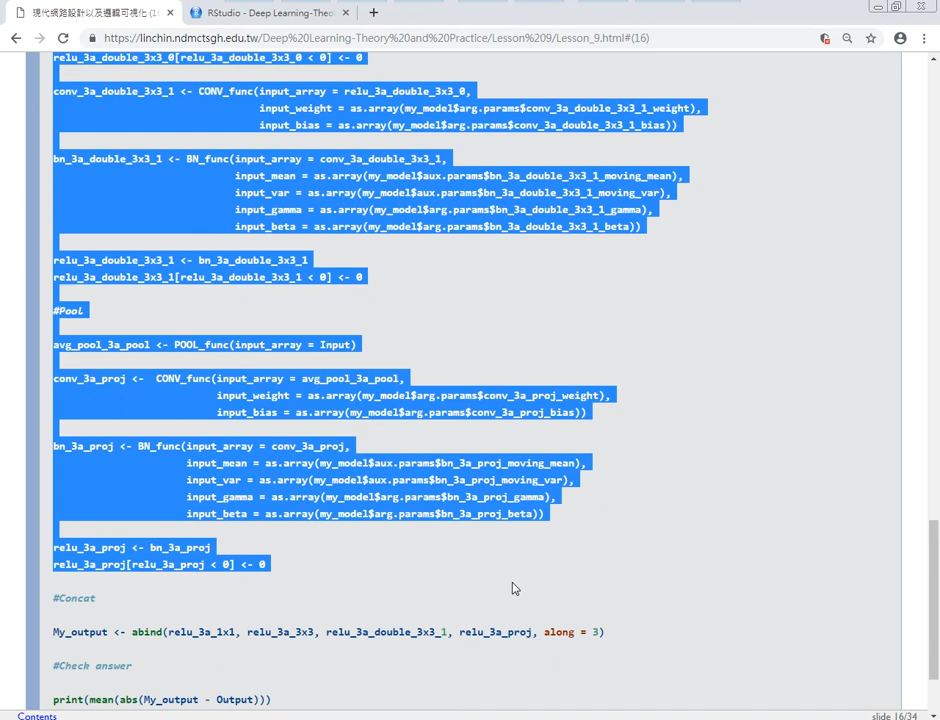 現代網路設計以及邏輯可視化 (1
RStudio - Deep Learning-Theo
https://linchin.ndmctsgh.edu.tw/Deep%20Learning-Theory%20and%20Practice/Lesson%209/Lesson_9.html#(16)
relu_3a_double_3x3_0[relu_3a_double_3x3_0 < 0] <- 0
conv_3a_double_3x3_1 <- CONV_func(input_array = relu_3a_double_3x3_0,
input_weight = as.array(my_model$arg.params$conv_3a_double_3x3_1_weight),
input_bias = as.array(my_model$arg.params$conv_3a_double_3x3_1_bias))
bn_3a_double_3x3_1 <- BN_func(input_array = conv_3a_double_3x3_1,
input_mean = as.array(my_model$aux.params$bn_3a_double_3x3_1_moving_mean),
input_var = as.array(my_model$aux.params$bn_3a_double_3x3_1_moving_var),
input_gamma = as.array(my_model$arg.params$bn_3a_double_3x3_1_gamma),
input_beta = as.array(my_model$arg.params$bn_3a_double_3x3_1_beta))
relu_3a_double_3x3_1 <- bn_3a_double_3x3_1
relu_3a_double_3x3_1[relu_3a_double_3x3_1 < 0] <- 0
#Pool
avg_pool_3a_pool <- POOL_func(input_array = Input)
conv_3a_proj <-  CONV_func(input_array = avg_pool_3a_pool,
input_weight = as.array(my_model$arg.params$conv_3a_proj_weight),
input_bias = as.array(my_model$arg.params$conv_3a_proj_bias))
bn_3a_proj <- BN_func(input_array = conv_3a_proj,
input_mean = as.array(my_model$aux.params$bn_3a_proj_moving_mean),
input_var = as.array(my_model$aux.params$bn_3a_proj_moving_var),
input_gamma = as.array(my_model$arg.params$bn_3a_proj_gamma),
input_beta = as.array(my_model$arg.params$bn_3a_proj_beta))
relu_3a_proj <- bn_3a_proj
relu_3a_proj[relu_3a_proj < 0] <- 0
#Concat
My_output <- abind(relu_3a_1x1, relu_3a_3x3, relu_3a_double_3x3_1, relu_3a_proj, along = 3)
#Check answer
print(mean(abs(My_output - Output)))
Contents
slide 16/34